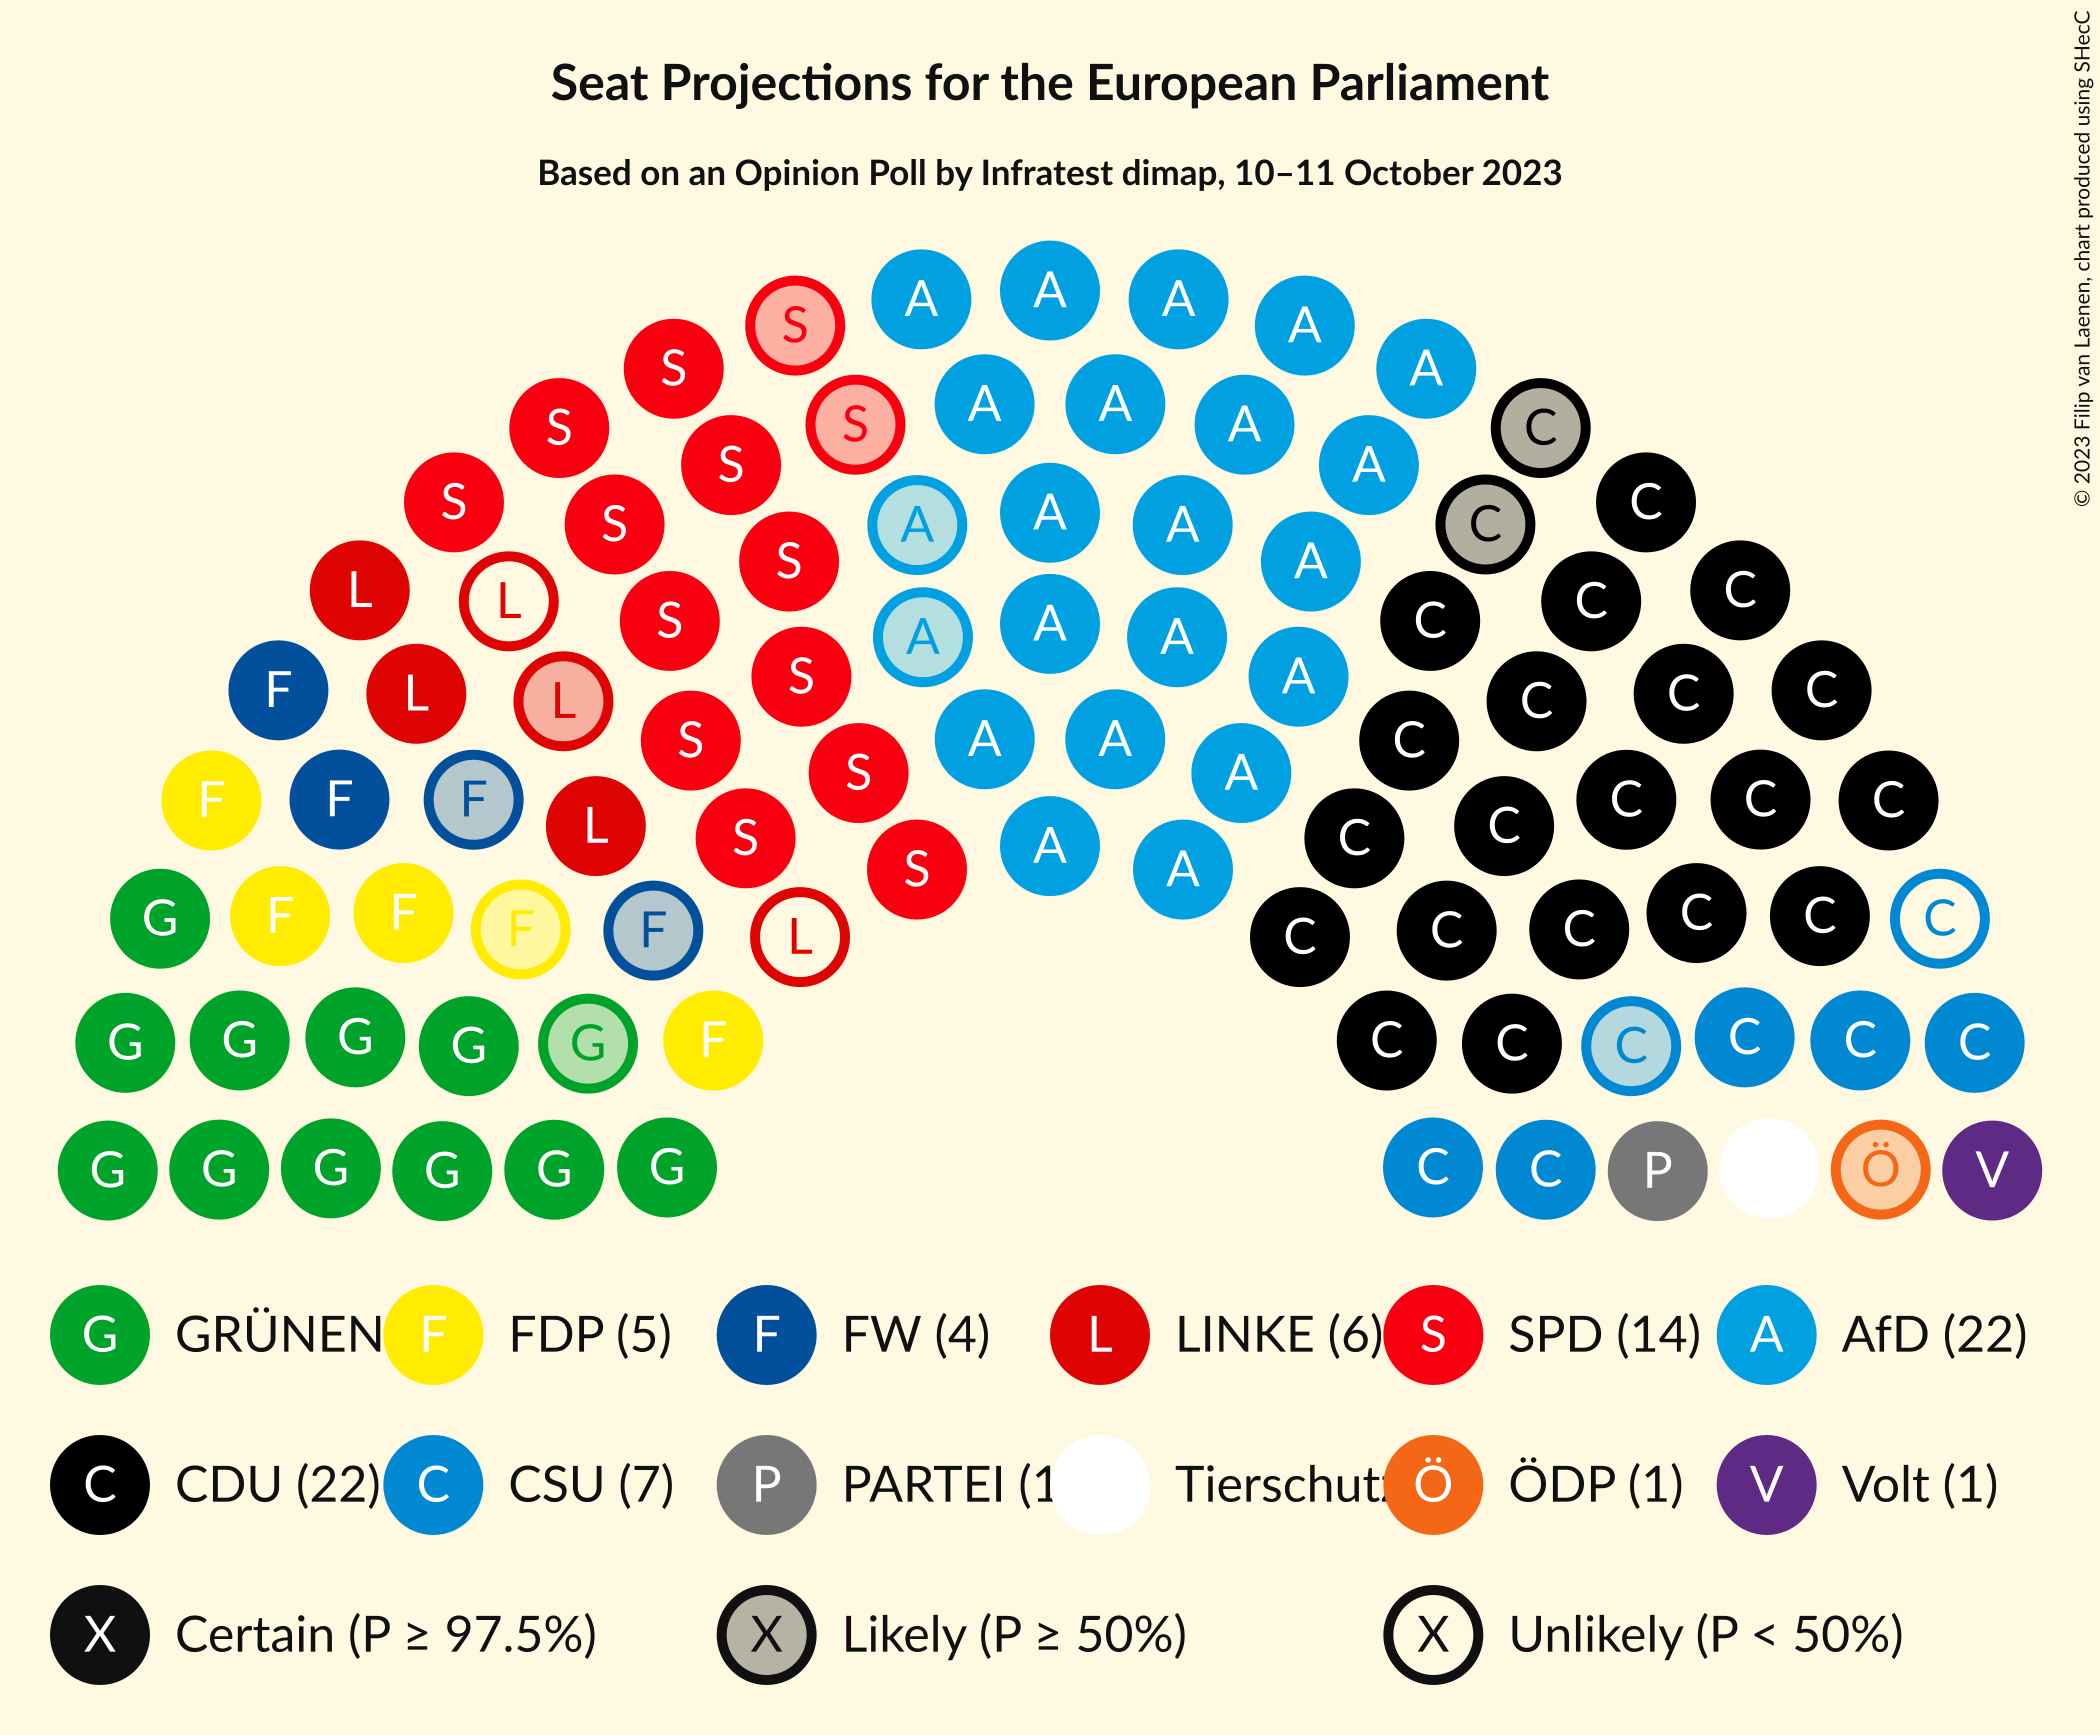 Seat Projections for the European Parliament
Based on an Opinion Poll by Infratest dimap, 10–11 October 2023
© 2023 Filip van Laenen, chart produced using SHecC
A A A
S A
S A
A A
S S A C
S A A
A A A C
S S C
S A
L L S A A C C C
S A A
F L L S C C C
S A A A C
F F F S A C C
L S C C
S A A C
G F F F F L C C C C C C
G G G G G F C C C C C C
G G G G G G C C P Ö V
G GRÜNEN F FDP (5) F FW (4) L LINKE (6) S SPD (14) A AfD (22)
C CDU (22) C CSU (7) P PARTEI (1 Tierschutz Ö ÖDP (1) V Volt (1)
X Certain (P ≥ 97.5%) X Likely (P ≥ 50%) X Unlikely (P < 50%)